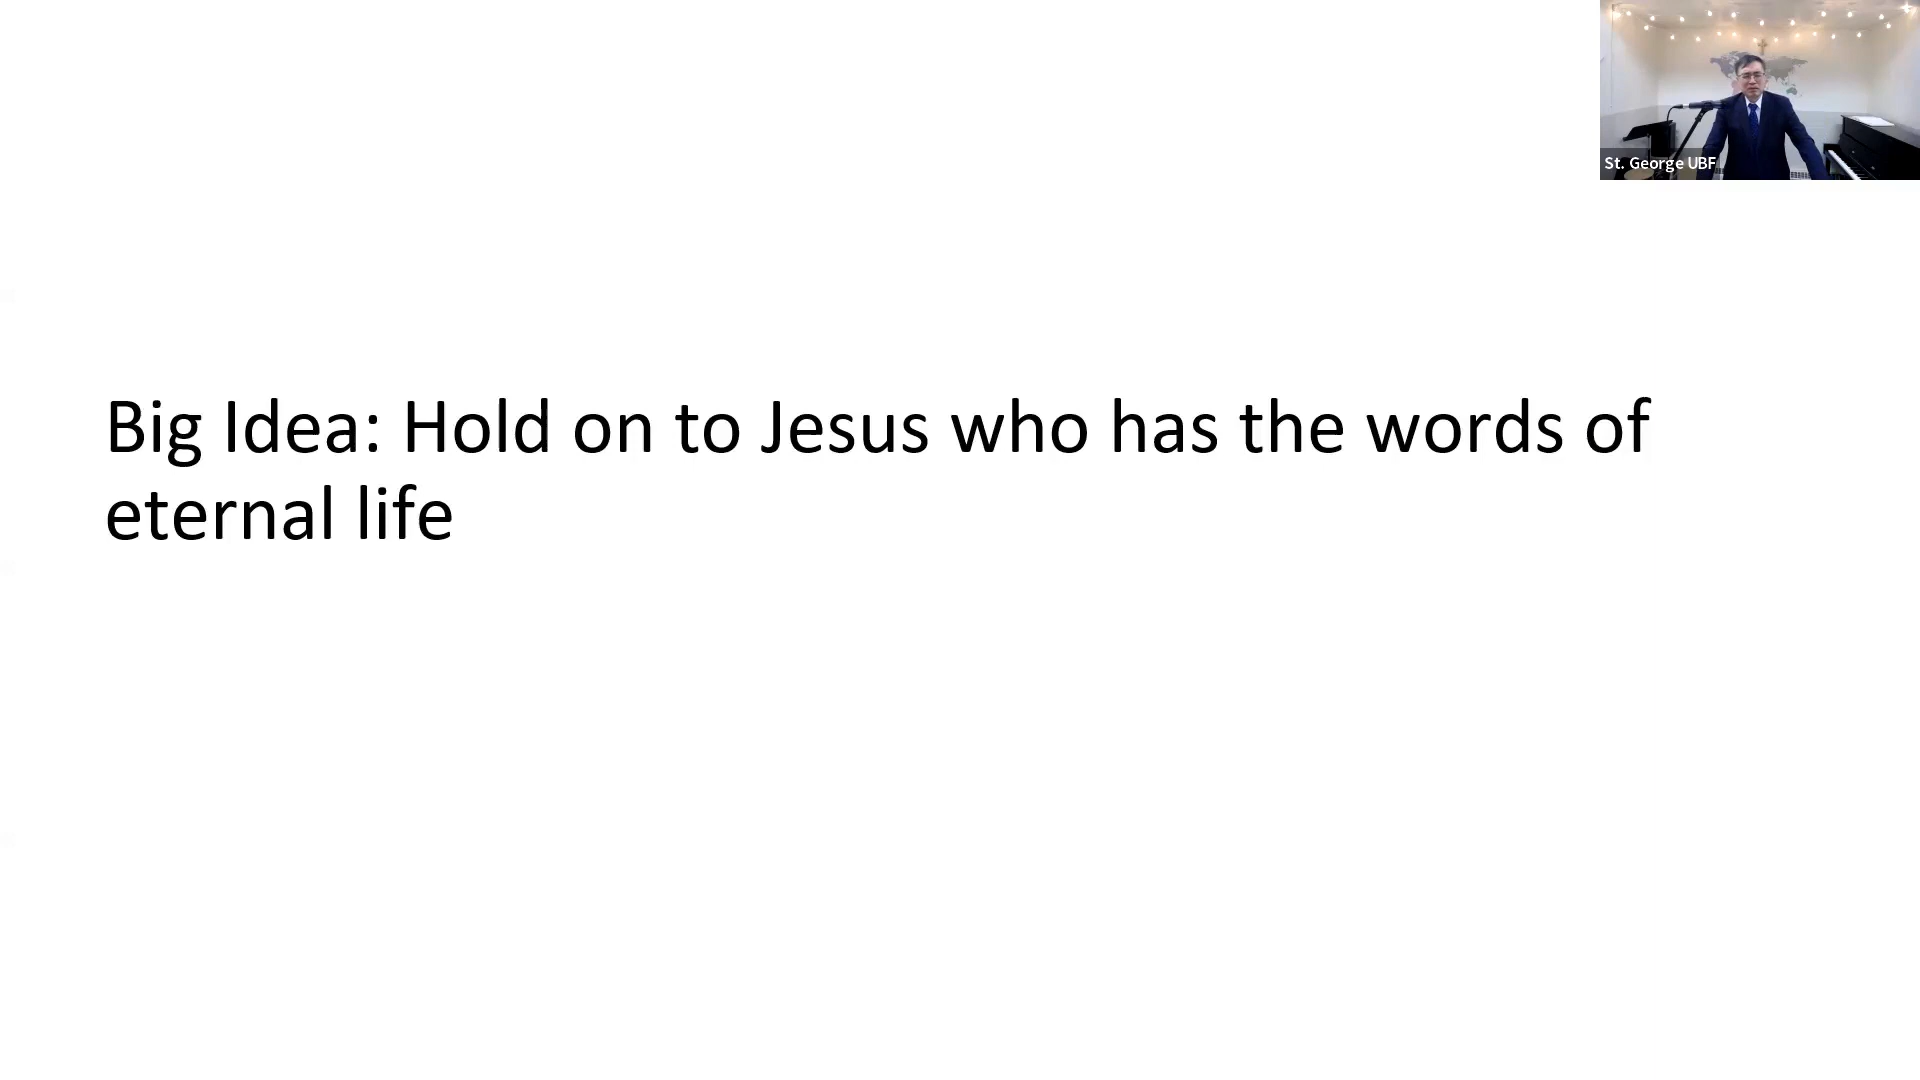 St. George UBF
Big Idea: Hold on to Jesus who has the words of
eternal life